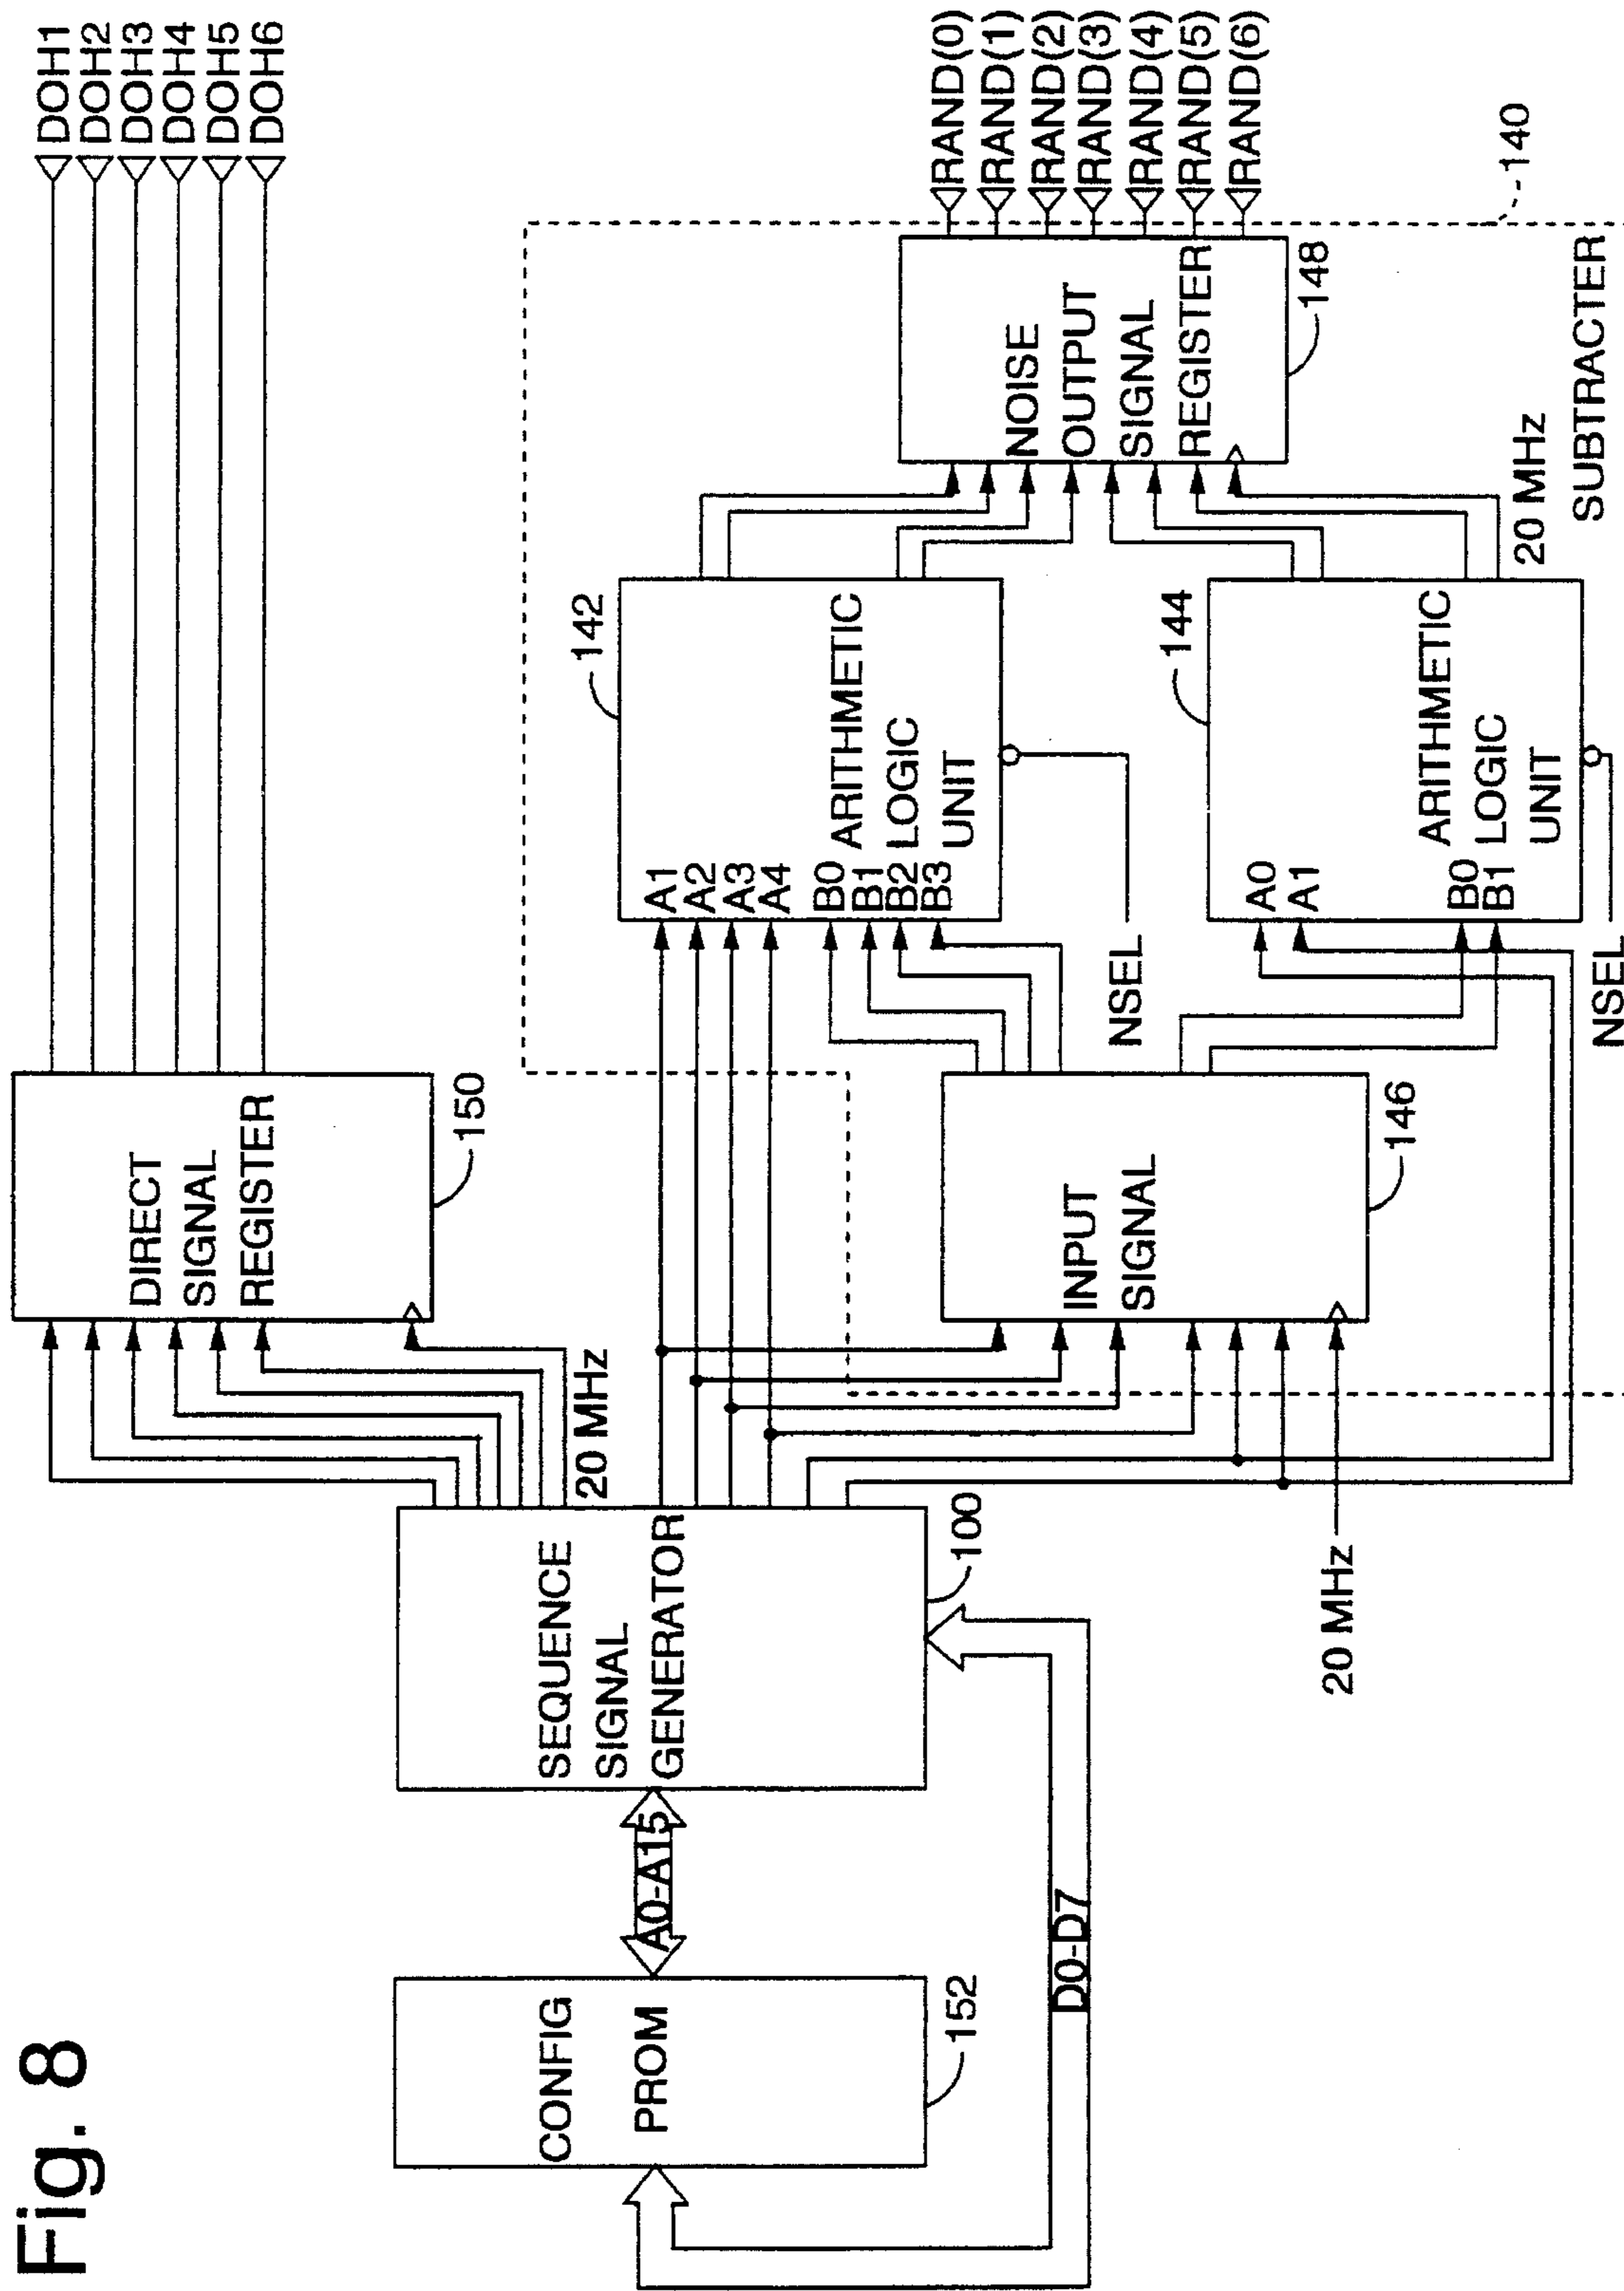 Fig. 8
CONFIG
PROM
152
A0-A15
D0-D7
SEQUENCE
SIGNAL
GENERATOR
100
20 MHz
DIRECT
SIGNAL
REGISTER
150
DOH1
DOH2
DOH3
DOH4
DOH5
DOH6
20 MHz
INPUT
SIGNAL
146
A1
A2
A3
A4
B0
B1
B2
B3
ARITHMETIC
LOGIC
UNIT
142
NSEL
A0
A1
B0
B1
ARITHMETIC
LOGIC
UNIT
144
NSEL
NOISE
OUTPUT
SIGNAL
REGISTER
148
20 MHz
SUBTRACTER
140
RAND(0)
RAND(1)
RAND(2)
RAND(3)
RAND(4)
RAND(5)
RAND(6)